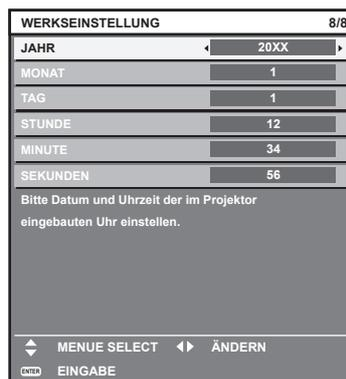 WERKSEINSTELLUNG 8/8
JAHR 20XX
MONAT 1
TAG 1
STUNDE 12
MINUTE 34
SEKUNDEN 56
Bitte Datum und Uhrzeit der im Projektor
eingebauten Uhr einstellen.
MENUE SELECT ÄNDERN
ENTER EINGABE